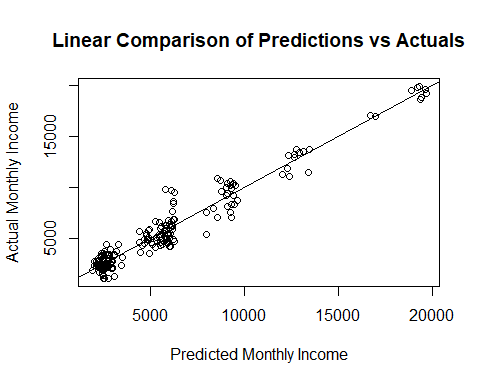 Linear Comparison of Predictions vs Actuals
Actual Monthly Income
15000
5000
5000 10000 15000 20000
Predicted Monthly Income